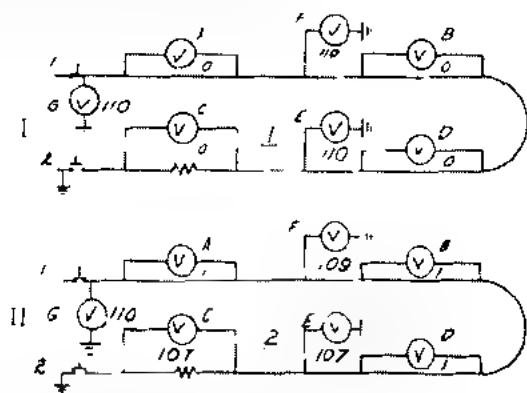 F B
A V
1 V 110 V 0
0
G V 110
C E
I V 1 V D
0 110 V
2 0
F
A V B
1 V 109 V
1 1
G V 110
II C E
V 2 V D
107 107 V
2 1